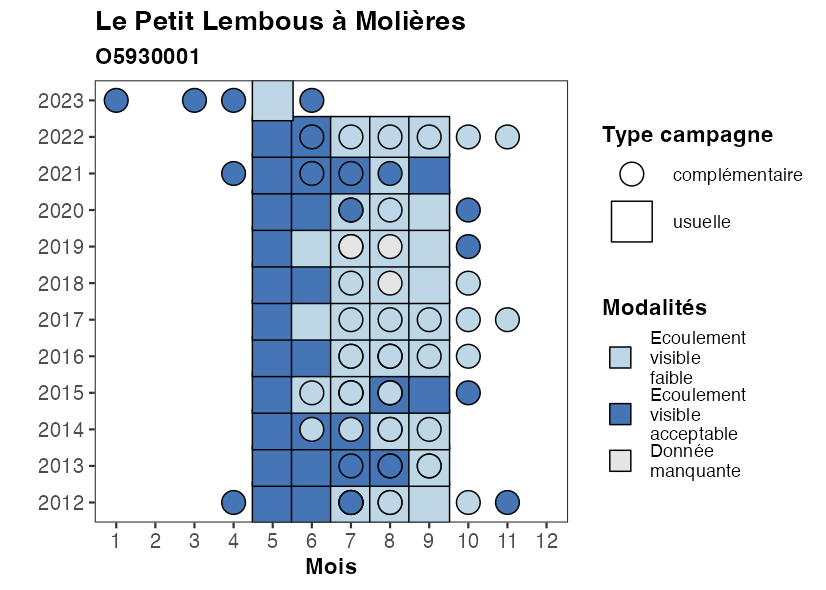 Le Petit Lembous à Molières
O5930001
2023
2022
2021
2020
2019
2018
2017
2016
2015
2014
2013
2012
1 2 3 4 5 6 7 8 9 10 11 12
Mois
Type campagne
complémentaire
usuelle
Modalités
Ecoulement
visible
faible
Ecoulement
visible
acceptable
Donnée
manquante